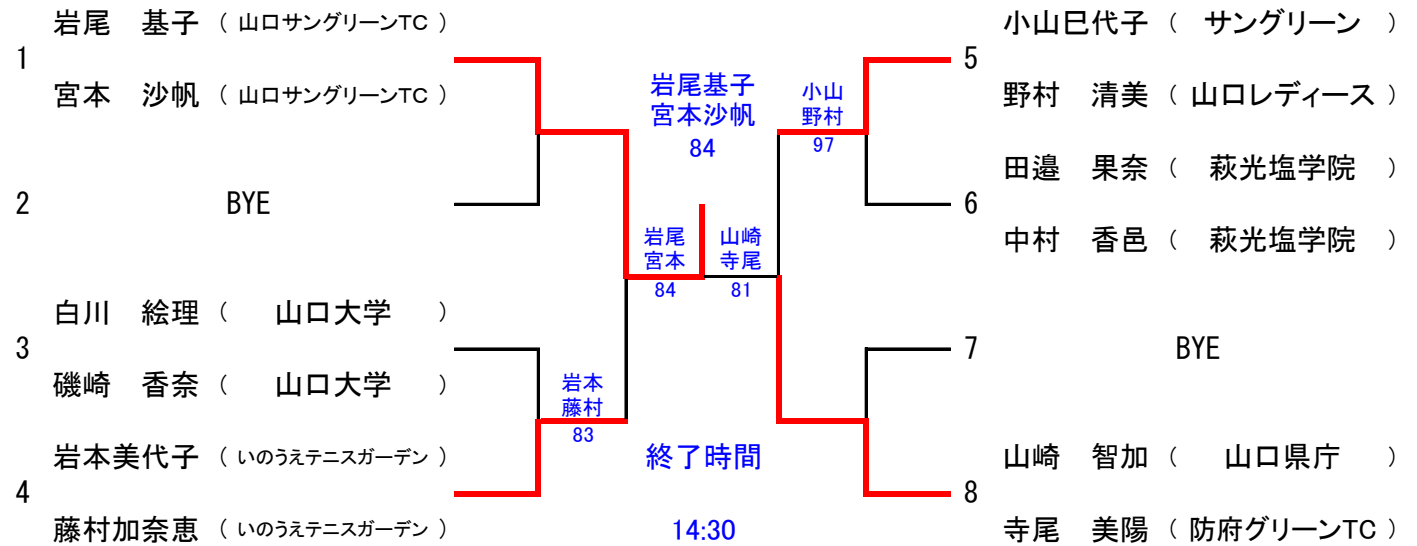 岩尾　基子（山口サングリーンTC）
1
宮本　沙帆（山口サングリーンTC）
2 BYE
白川　絵理（山口大学）
3
磯崎　香奈（山口大学）
岩本美代子（いのうえテニスガーデン）
4
藤村加奈恵（いのうえテニスガーデン）
岩本
藤村
83
岩尾
宮本
84
岩尾基子
宮本沙帆
84
山崎
寺尾
81
小山
野村
97
終了時間
14:30
小山巳代子（サングリーン）
5
野村　清美（山口レディース）
田邉　果奈（萩光塩学院）
6
中村　香邑（萩光塩学院）
7 BYE
山崎　智加（山口県庁）
8
寺尾　美陽（防府グリーンTC）